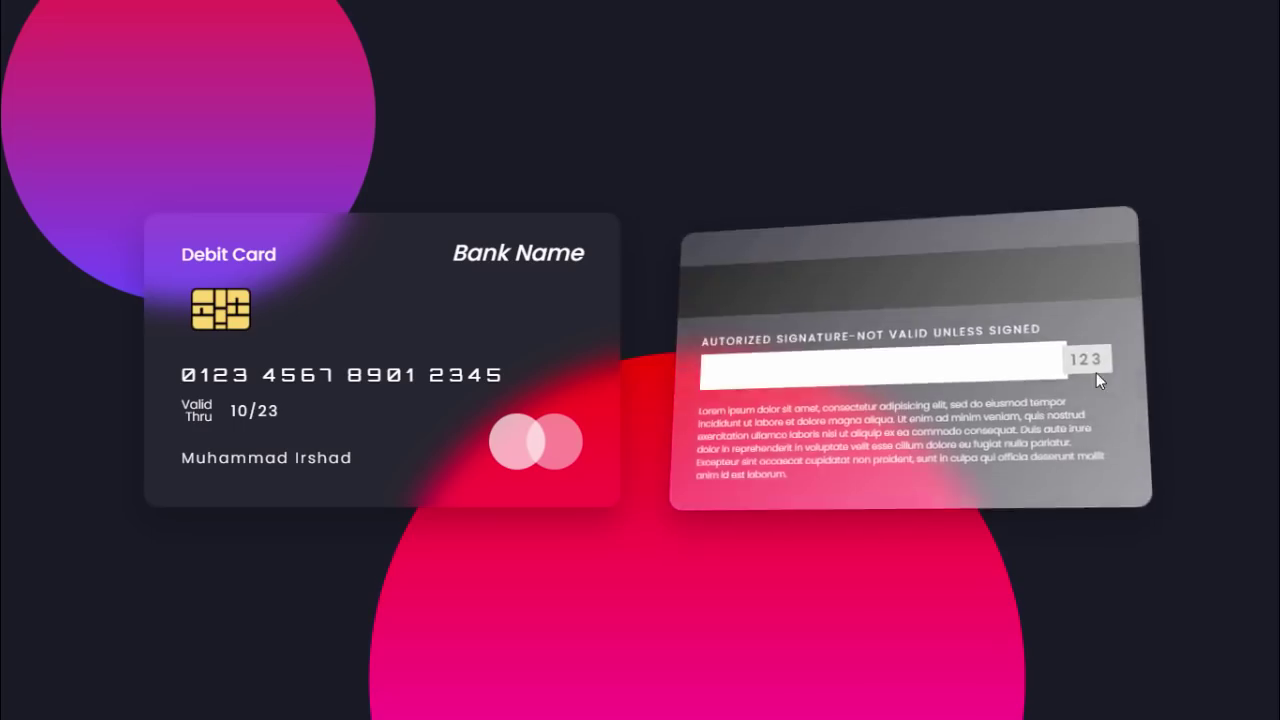 Debit Card
Bank Name
0123 4567 8901 2345
Valid
Thru
10/23
Muhammad Irshad
AUTORIZED SIGNATURE-NOT VALID UNLESS SIGNED
123
Lorem ipsum dolor sit amet, consectetur adipisicing elit, sed do eiusmod tempor
incididunt ut labore et dolore magna aliqua. Ut enim ad minim veniam, quis nostrud
exercitation ullamco laboris nisi ut aliquip ex ea commodo consequat. Duis aute irure
dolor in reprehenderit in voluptate velit esse cillum dolore eu fugiat nulla pariatur.
Excepteur sint occaecat cupidatat non proident, sunt in culpa qui officia deserunt mollit
anim id est laborum.